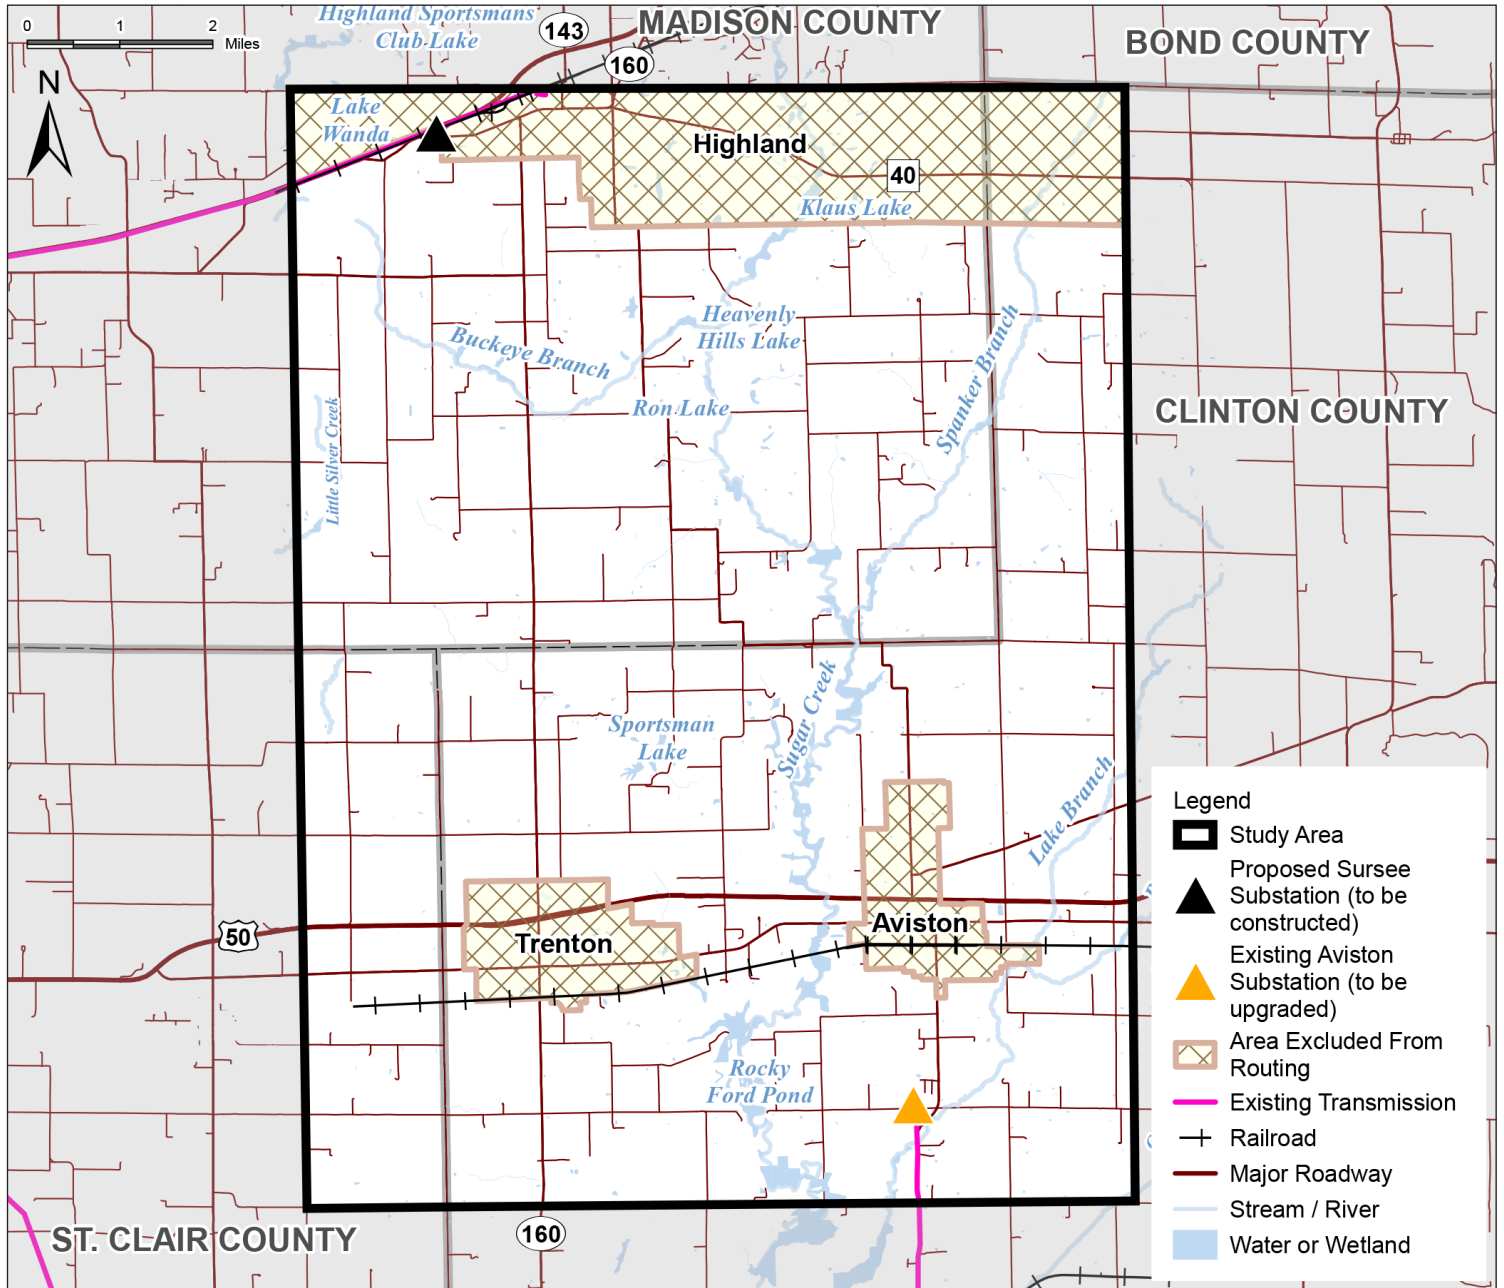 Highland Sportsmans
Club Lake
MADISON COUNTY
BOND COUNTY
0 1 2
Miles
N
143
160
Lake
Wanda
Highland
40
Klaus Lake
Heavenly
Hills Lake
Buckeye Branch
Ron Lake
Spanker Branch
Little Silver Creek
CLINTON COUNTY
Sportsman
Lake
Sugar Creek
Lake Branch
50
Trenton
Aviston
Rocky
Ford Pond
ST. CLAIR COUNTY
160
Legend
Study Area
Proposed Sursee
Substation (to be
constructed)
Existing Aviston
Substation (to be
upgraded)
Area Excluded From
Routing
Existing Transmission
Railroad
Major Roadway
Stream / River
Water or Wetland